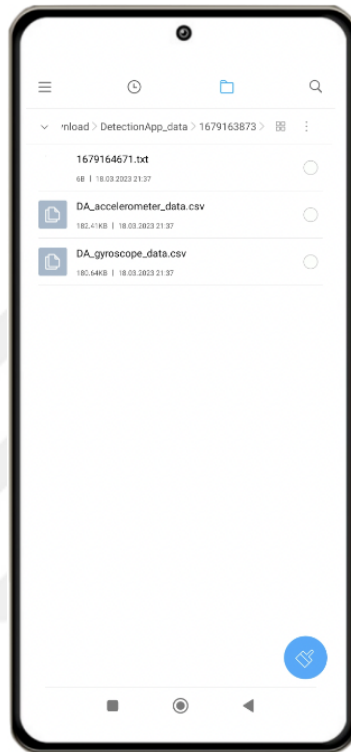 nload > DetectionApp_data > 1679163873 >
1679164671.txt
6B | 18.03.2023 21:37
DA_accelerometer_data.csv
182.41KB | 18.03.2023 21:37
DA_gyroscope_data.csv
180.64KB | 18.03.2023 21:37